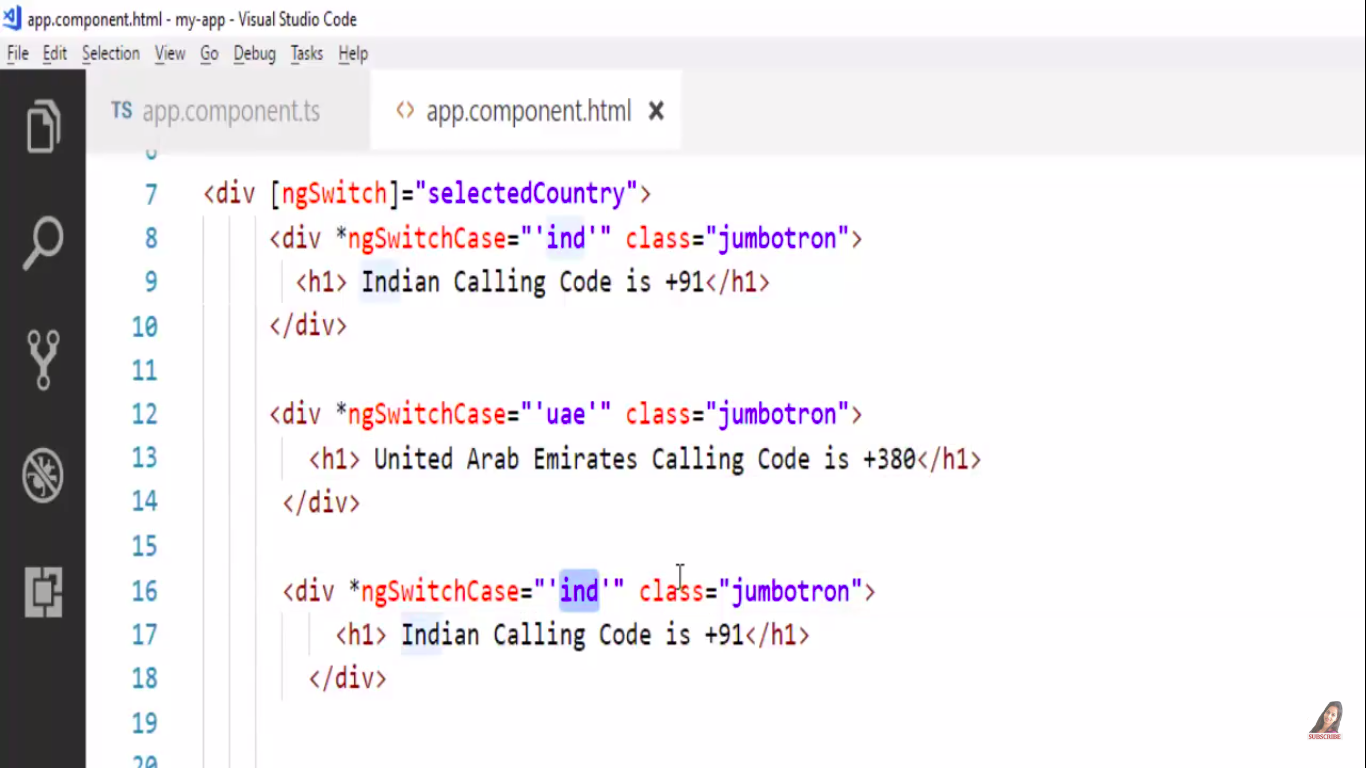 app.component.html - my-app - Visual Studio Code
File Edit Selection View Go Debug Tasks Help
TS app.component.ts <> app.component.html ×
6
7 <div [ngSwitch]="selectedCountry">
8 <div *ngSwitchCase="'ind'" class="jumbotron">
9 <h1> Indian Calling Code is +91</h1>
10 </div>
11
12 <div *ngSwitchCase="'uae'" class="jumbotron">
13 <h1> United Arab Emirates Calling Code is +380</h1>
14 </div>
15
16 <div *ngSwitchCase="'ind'" class="jumbotron">
17 <h1> Indian Calling Code is +91</h1>
18 </div>
19
20
SUBSCRIBE